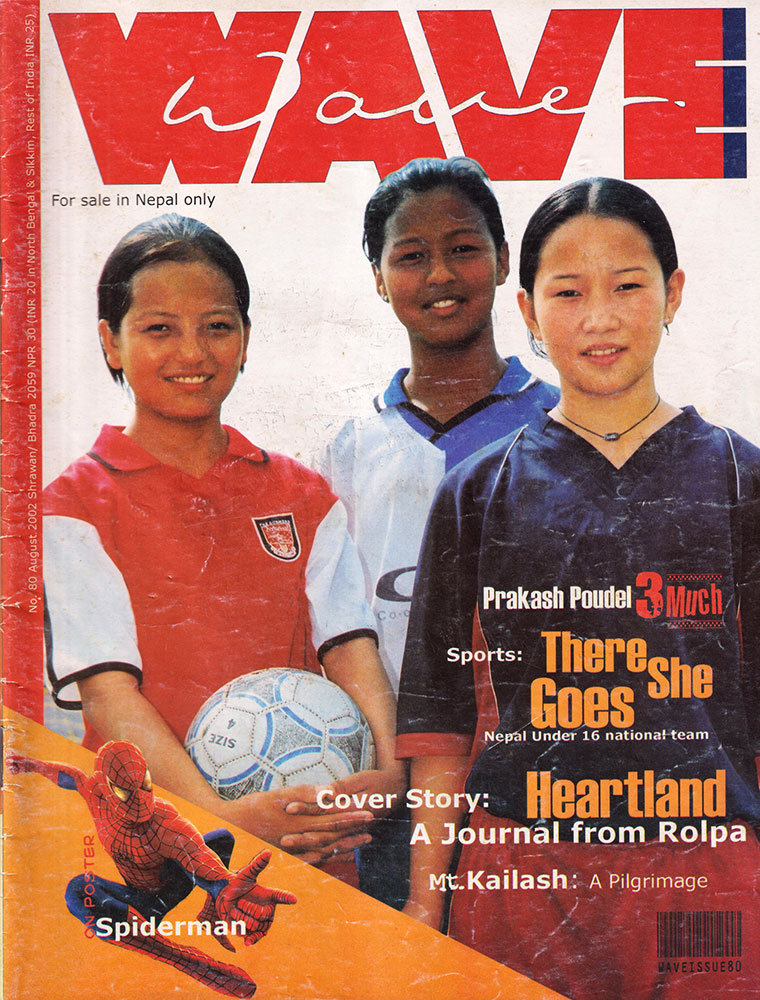 WAVE
Wave
For sale in Nepal only
No. 80 August 2002 Shrawan/ Bhadra 2059 NPR 30 (INR 20 in North Bengal & Sikkim, Rest of India INR 25)
Prakash Poudel 3 Much
Sports: There She
Goes
Nepal Under 16 national team
Cover Story: Heartland
A Journal from Rolpa
Mt.Kailash: A Pilgrimage
SIZE
4
ON POSTER
Spiderman
WAVEISSUE80